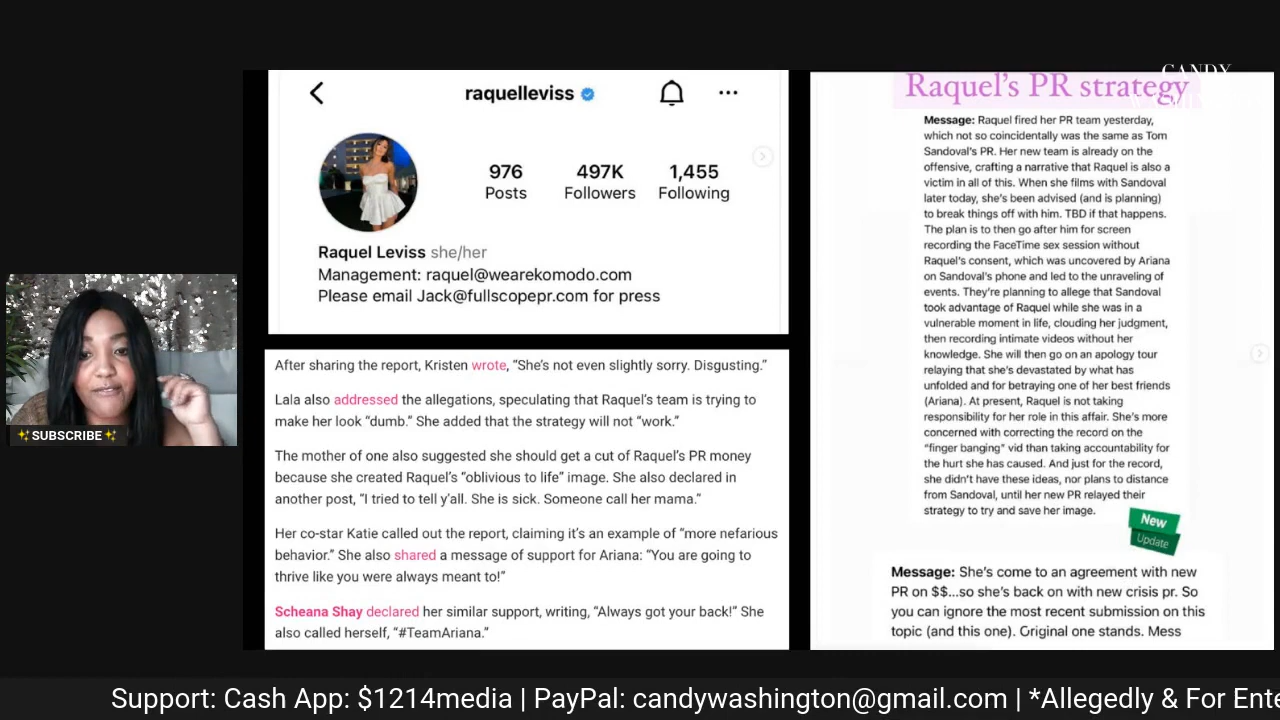 raquelleviss
976
497K
1,455
Posts
Followers
Following
Raquel Leviss she/her
Management: raquel@wearekomodo.com
Please email Jack@fullscopepr.com for press
After sharing the report, Kristen wrote, “She’s not even slightly sorry. Disgusting.”
Lala also addressed the allegations, speculating that Raquel’s team is trying to
make her look “dumb.” She added that the strategy will not “work.”
The mother of one also suggested she should get a cut of Raquel’s PR money
because she created Raquel’s “oblivious to life” image. She also declared in
another post, “I tried to tell y’all. She is sick. Someone call her mama.”
Her co-star Katie called out the report, claiming it’s an example of “more nefarious
behavior.” She also shared a message of support for Ariana: “You are going to
thrive like you were always meant to!”
Scheana Shay declared her similar support, writing, “Always got your back!” She
also called herself, “#TeamAriana.”
CANDY
Raquel’s PR strategy
Message: Raquel fired her PR team yesterday,
which not so coincidentally was the same as Tom
Sandoval’s PR. Her new team is already on the
offensive, crafting a narrative that Raquel is also a
victim in all of this. When she films with Sandoval
later today, she’s been advised (and is planning)
to break things off with him. TBD if that happens.
The plan is to then go after him for screen
recording the FaceTime sex session without
Raquel’s consent, which was uncovered by Ariana
on Sandoval’s phone and led to the unraveling of
events. They’re planning to allege that Sandoval
took advantage of Raquel while she was in a
vulnerable moment in life, clouding her judgment,
then recording intimate videos without her
knowledge. She will then go on an apology tour
relaying that she’s devastated by what has
unfolded and for betraying one of her best friends
(Ariana). At present, Raquel is not taking
responsibility for her role in this affair. She’s more
concerned with correcting the record on the
“finger banging” vid than taking accountability for
the hurt she has caused. And just for the record,
she didn’t have these ideas, nor plans to distance
from Sandoval, until her new PR relayed their
strategy to try and save her image.
New
Update
Message: She’s come to an agreement with new
PR on $$...so she’s back on with new crisis pr. So
you can ignore the most recent submission on this
topic (and this one). Original one stands. Mess
✨SUBSCRIBE✨
Support: Cash App: $1214media | PayPal: candywashington@gmail.com | *Allegedly & For Ente